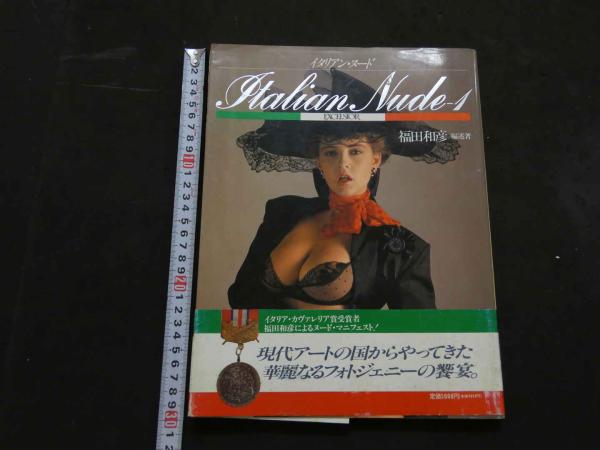 イタリアン・ヌード
Italian Nude-1
EXCELSIOR
福田和彦 編述著
イタリア・カヴァレリア賞受賞者
福田和彦によるヌード・マニフェスト!
現代アートの国からやってきた
華麗なるフォトジェニーの饗宴。